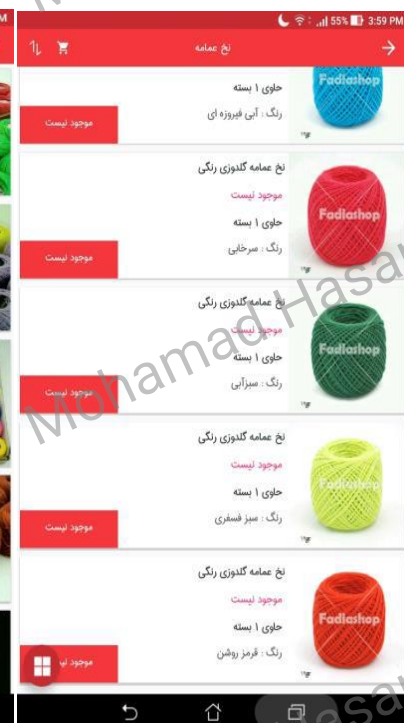 55% 3:59 PM
نخ عمامه
Fadiashop
حاوی ۱ بسته
رنگ : آبی فیروزه ای
موجود نیست
نخ عمامه گلدوزی رنگی
موجود نیست
Fadiashop
حاوی ۱ بسته
رنگ : سرخابی
موجود نیست
نخ عمامه گلدوزی رنگی
موجود نیست
Fadiashop
حاوی ۱ بسته
رنگ : سبزآبی
موجود نیست
نخ عمامه گلدوزی رنگی
موجود نیست
Fadiashop
حاوی ۱ بسته
رنگ : سبز فسفری
موجود نیست
نخ عمامه گلدوزی رنگی
موجود نیست
Fadiashop
حاوی ۱ بسته
رنگ : قرمز روشن
موجود
Mohamad Hasan